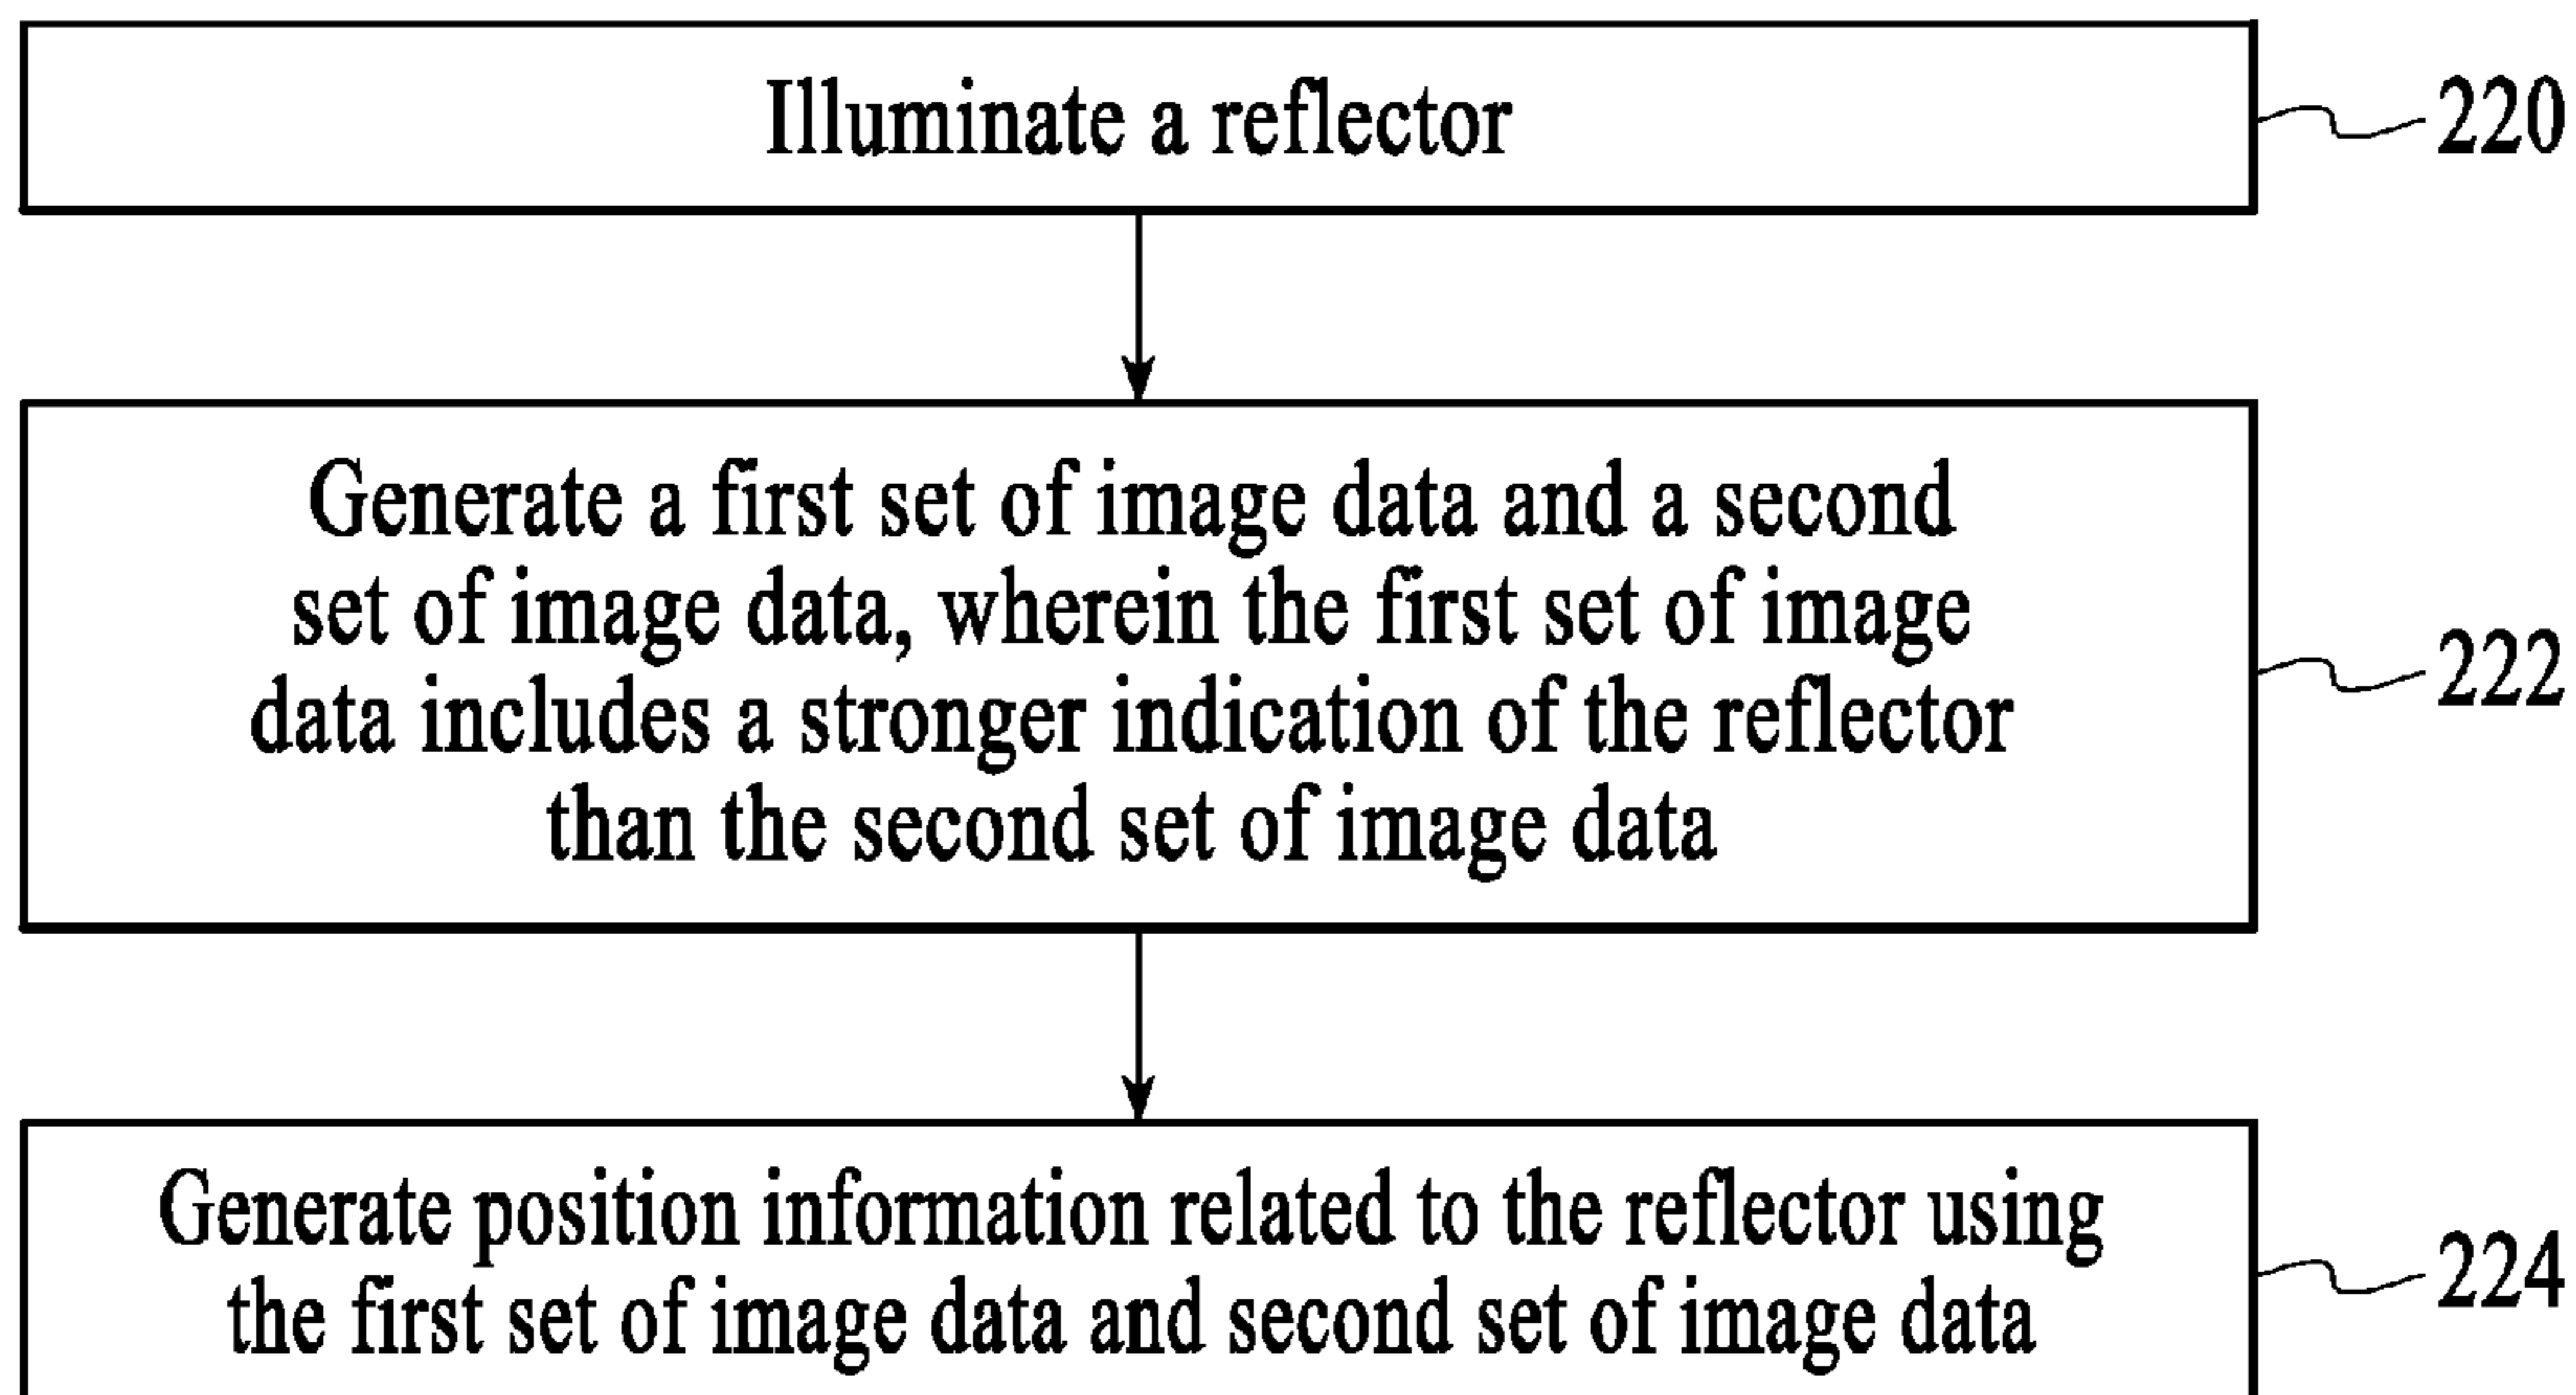 Illuminate a reflector
220
Generate a first set of image data and a second
set of image data, wherein the first set of image
data includes a stronger indication of the reflector
than the second set of image data
222
Generate position information related to the reflector using
the first set of image data and second set of image data
224